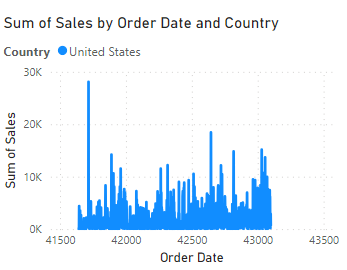 Sum of Sales by Order Date and Country
Country United States
30K
20K
10K
0K
Sum of Sales
41500 42000 42500 43000 43500
Order Date